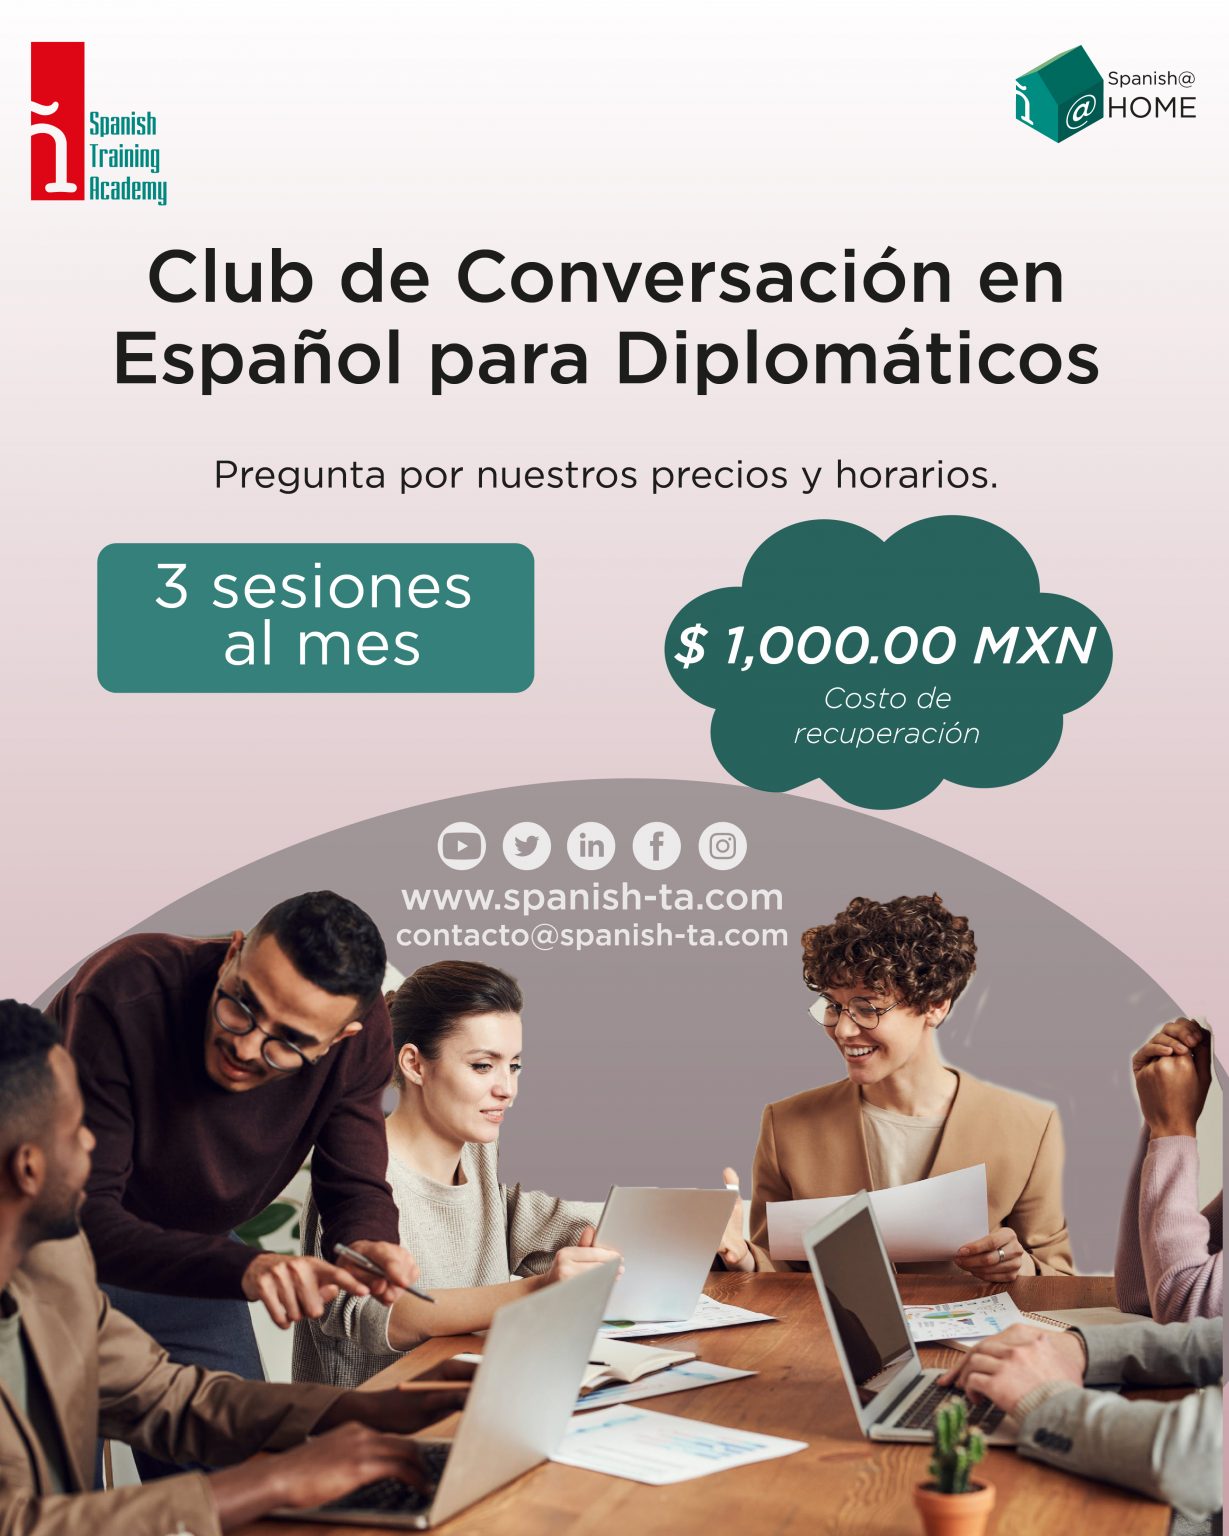 Spanish
Training
Academy
Spanish@
HOME
Club de Conversación en
Español para Diplomáticos
Pregunta por nuestros precios y horarios.
3 sesiones
al mes
$ 1,000.00 MXN
Costo de
recuperación
www.spanish-ta.com
contacto@spanish-ta.com